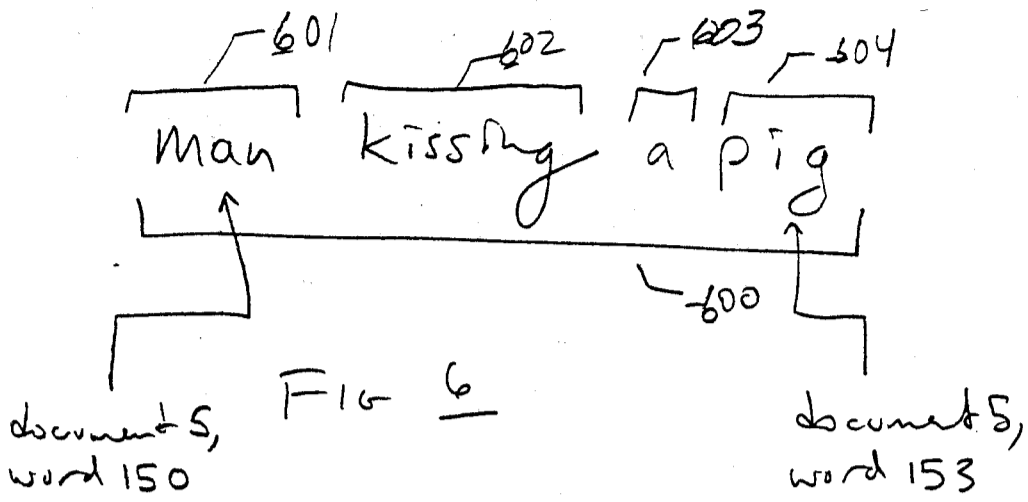 601 602 603 604
man kissing a pig
600
FIG 6
document 5, document 5,
word 150 word 153